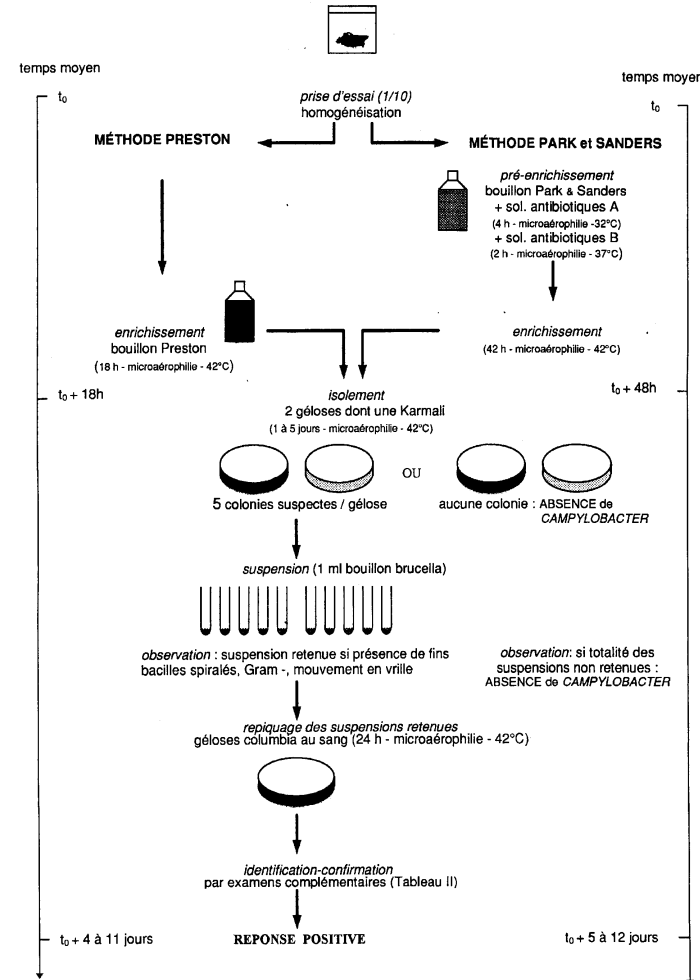 temps moyen
temps moyen
t0
t0
prise d'essai (1/10)
homogénéisation
MÉTHODE PRESTON
MÉTHODE PARK et SANDERS
pré-enrichissement
bouillon Park & Sanders
+ sol. antibiotiques A
(4 h - microaérophilie -32°C)
+ sol. antibiotiques B
(2 h - microaérophilie - 37°C)
enrichissement
bouillon Preston
(18 h - microaérophilie - 42°C)
enrichissement
(42 h - microaérophilie - 42°C)
t0 + 18h
t0 + 48h
isolement
2 géloses dont une Karmali
(1 à 5 jours - microaérophilie - 42°C)
OU
5 colonies suspectes / gélose
aucune colonie : ABSENCE de
CAMPYLOBACTER
suspension (1 ml bouillon brucella)
observation : suspension retenue si présence de fins
bacilles spiralés, Gram -, mouvement en vrille
observation: si totalité des
suspensions non retenues :
ABSENCE de CAMPYLOBACTER
repiquage des suspensions retenues
géloses columbia au sang (24 h - microaérophilie - 42°C)
identification-confirmation
par examens complémentaires (Tableau II)
t0 + 4 à 11 jours
REPONSE POSITIVE
t0 + 5 à 12 jours